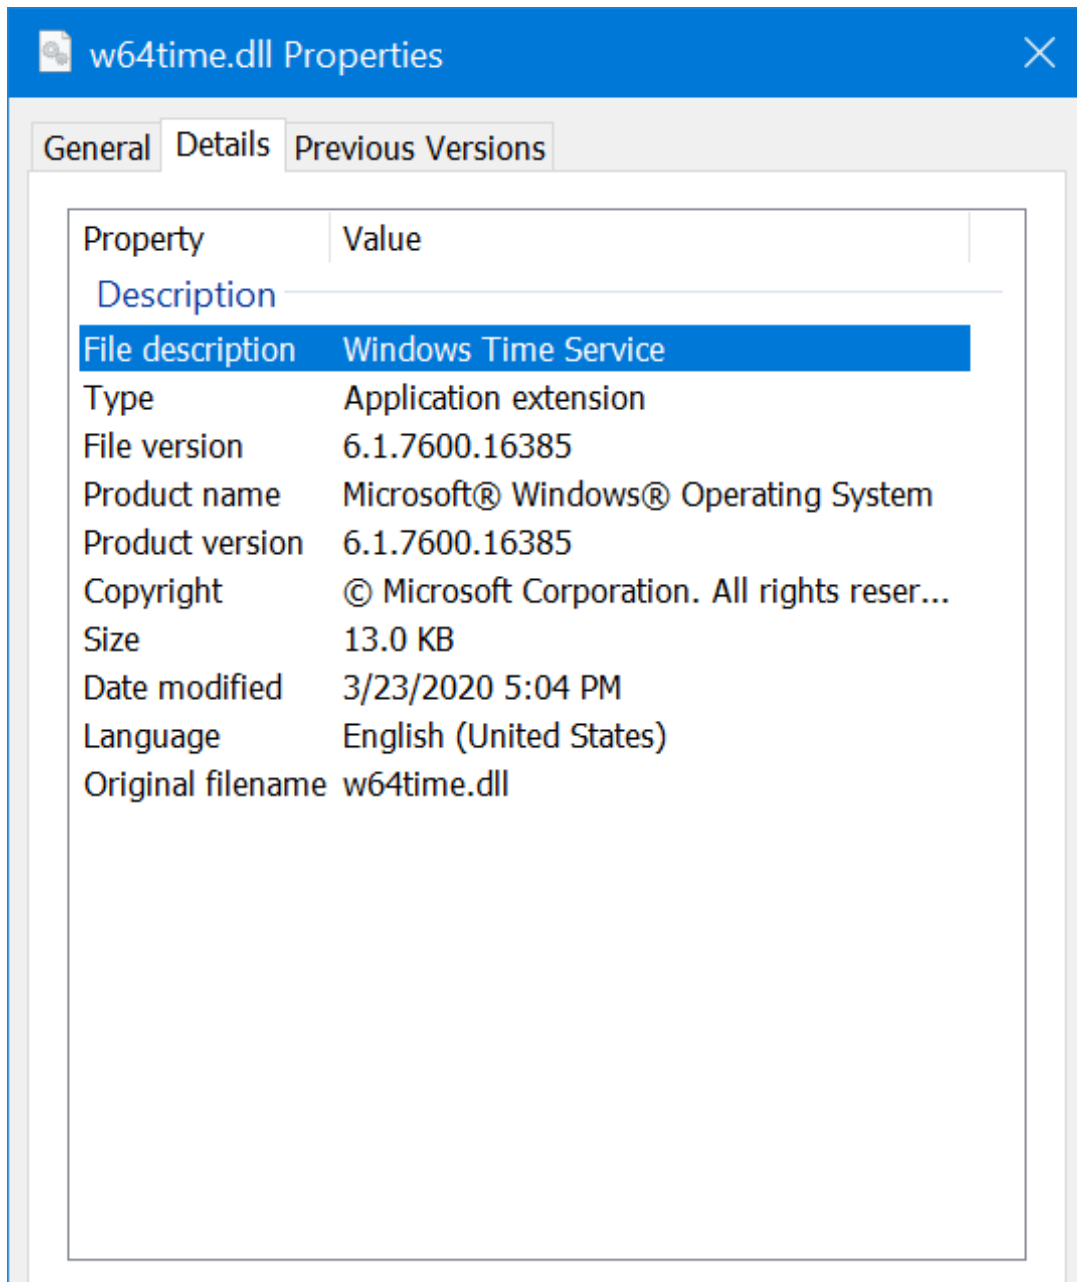 w64time.dll Properties
General Details Previous Versions
Property Value
Description
File description Windows Time Service
Type Application extension
File version 6.1.7600.16385
Product name Microsoft® Windows® Operating System
Product version 6.1.7600.16385
Copyright © Microsoft Corporation. All rights reser...
Size 13.0 KB
Date modified 3/23/2020 5:04 PM
Language English (United States)
Original filename w64time.dll